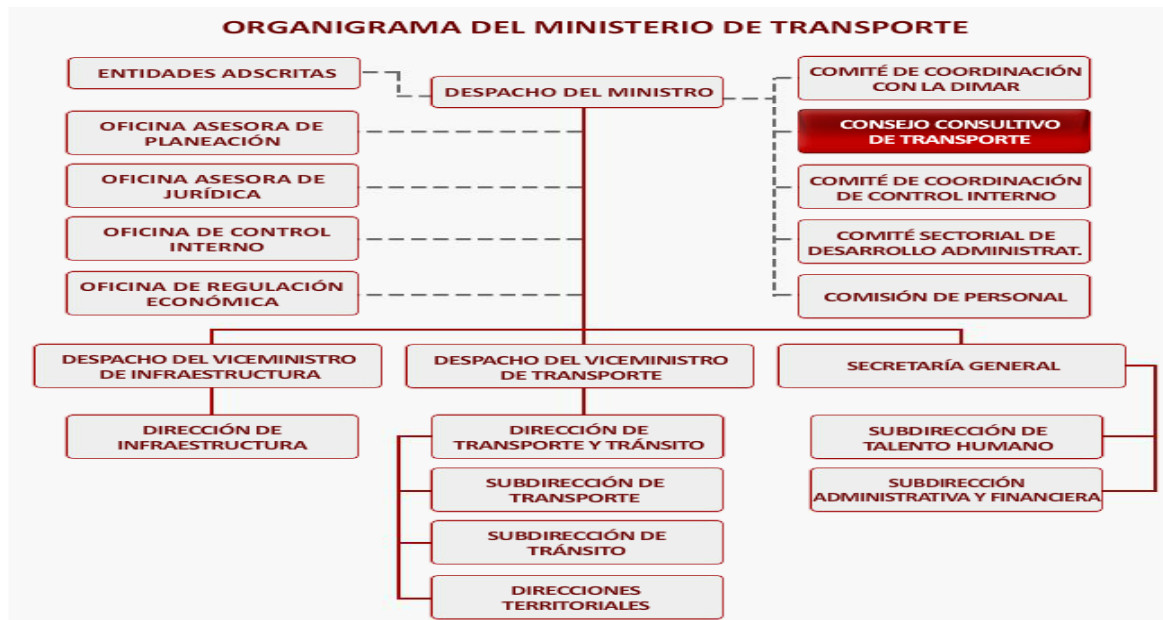 ORGANIGRAMA DEL MINISTERIO DE TRANSPORTE
ENTIDADES ADSCRITAS
DESPACHO DEL MINISTRO
COMITÉ DE COORDINACIÓN
CON LA DIMAR
OFICINA ASESORA DE
PLANEACIÓN
CONSEJO CONSULTIVO
DE TRANSPORTE
OFICINA ASESORA DE
JURÍDICA
COMITÉ DE COORDINACIÓN
DE CONTROL INTERNO
OFICINA DE CONTROL
INTERNO
COMITÉ SECTORIAL DE
DESARROLLO ADMINISTRAT.
OFICINA DE REGULACIÓN
ECONÓMICA
COMISIÓN DE PERSONAL
DESPACHO DEL VICEMINISTRO
DE INFRAESTRUCTURA
DESPACHO DEL VICEMINISTRO
DE TRANSPORTE
SECRETARÍA GENERAL
DIRECCIÓN DE
INFRAESTRUCTURA
DIRECCIÓN DE
TRANSPORTE Y TRÁNSITO
SUBDIRECCIÓN DE
TALENTO HUMANO
SUBDIRECCIÓN DE
TRANSPORTE
SUBDIRECCIÓN
ADMINISTRATIVA Y FINANCIERA
SUBDIRECCIÓN DE
TRÁNSITO
DIRECCIONES
TERRITORIALES